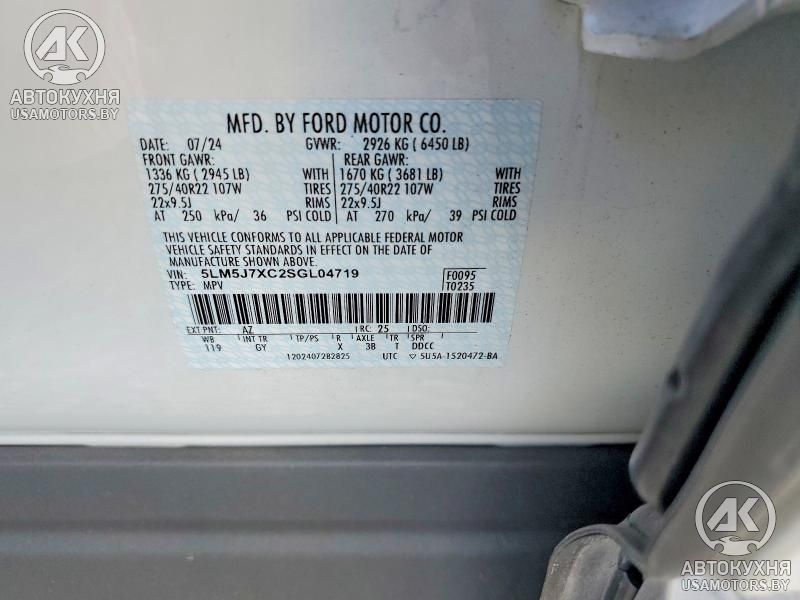 AK
АВТОКУХНЯ
USAMOTORS.BY
MFD. BY FORD MOTOR CO.
DATE: 07/24 GVWR: 2926 KG ( 6450 LB)
FRONT GAWR: REAR GAWR:
1336 KG ( 2945 LB) WITH 1670 KG ( 3681 LB) WITH
275/40R22 107W TIRES 275/40R22 107W TIRES
22x9.5J RIMS 22x9.5J RIMS
AT 250 kPa/ 36 PSI COLD AT 270 kPa/ 39 PSI COLD
THIS VEHICLE CONFORMS TO ALL APPLICABLE FEDERAL MOTOR
VEHICLE SAFETY STANDARDS IN EFFECT ON THE DATE OF
MANUFACTURE SHOWN ABOVE.
VIN: 5LM5J7XC2SGL04719 F0095
TYPE: MPV T0235
EXT PNT: AZ RC: 25 DSO:
WB INT TR TP/PS R AXLE TR SPR
119 GY X 3B T DDCC
1202407282825 UTC ▽ 5U5A-1520472-BA
AK
АВТОКУХНЯ
USAMOTORS.BY